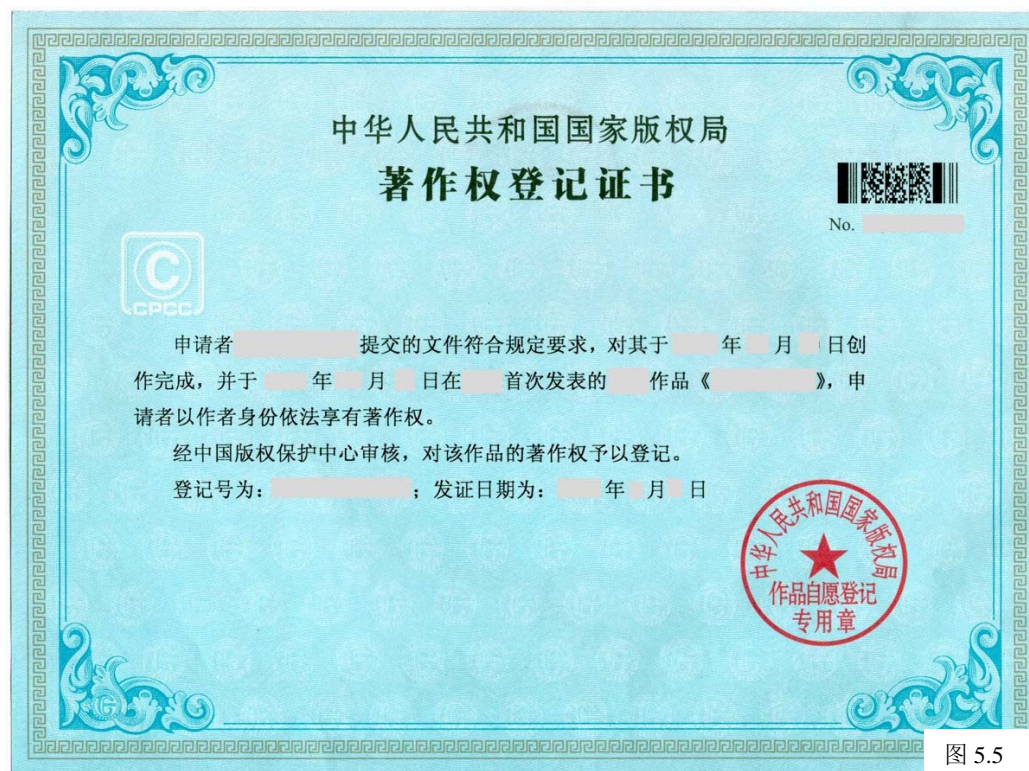 中华人民共和国国家版权局
著作权登记证书
No.
CPCC
申请者 提交的文件符合规定要求，对其于 年 月 日创
作完成，并于 年 月 日在 首次发表的 作品《 》，申
请者以作者身份依法享有著作权。
经中国版权保护中心审核，对该作品的著作权予以登记。
登记号为： ；发证日期为： 年 月 日
中华人民共和国国家版权局
作品自愿登记
专用章
图 5.5